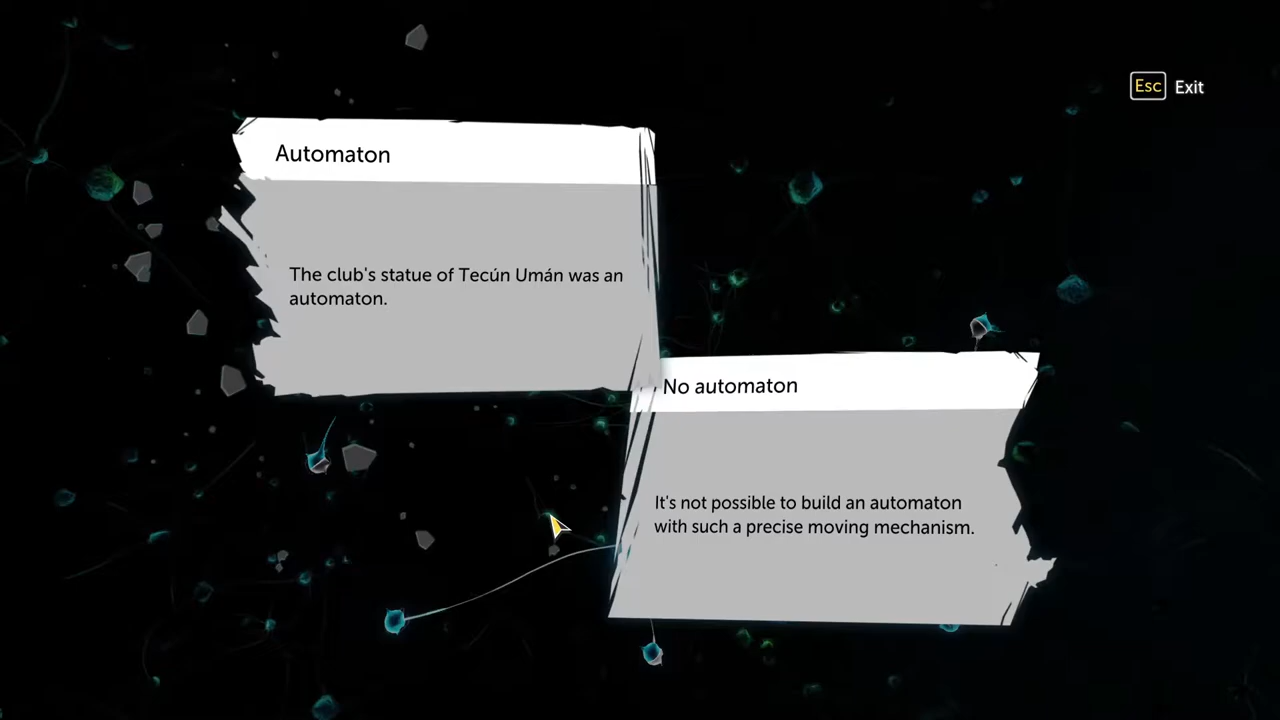 Esc Exit
Automaton
The club's statue of Tecún Umán was an
automaton.
No automaton
It's not possible to build an automaton
with such a precise moving mechanism.